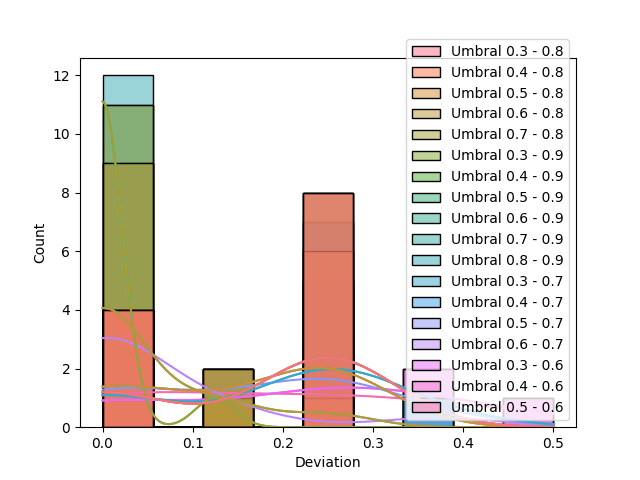 Umbral 0.3 - 0.8
Umbral 0.4 - 0.8
Umbral 0.5 - 0.8
Umbral 0.6 - 0.8
Umbral 0.7 - 0.8
Umbral 0.3 - 0.9
Umbral 0.4 - 0.9
Umbral 0.5 - 0.9
Umbral 0.6 - 0.9
Umbral 0.7 - 0.9
Umbral 0.8 - 0.9
Umbral 0.3 - 0.7
Umbral 0.4 - 0.7
Umbral 0.5 - 0.7
Umbral 0.6 - 0.7
Umbral 0.3 - 0.6
Umbral 0.4 - 0.6
Umbral 0.5 - 0.6
12
10
8
6
4
2
0
Count
0.0 0.1 0.2 0.3 0.4 0.5
Deviation